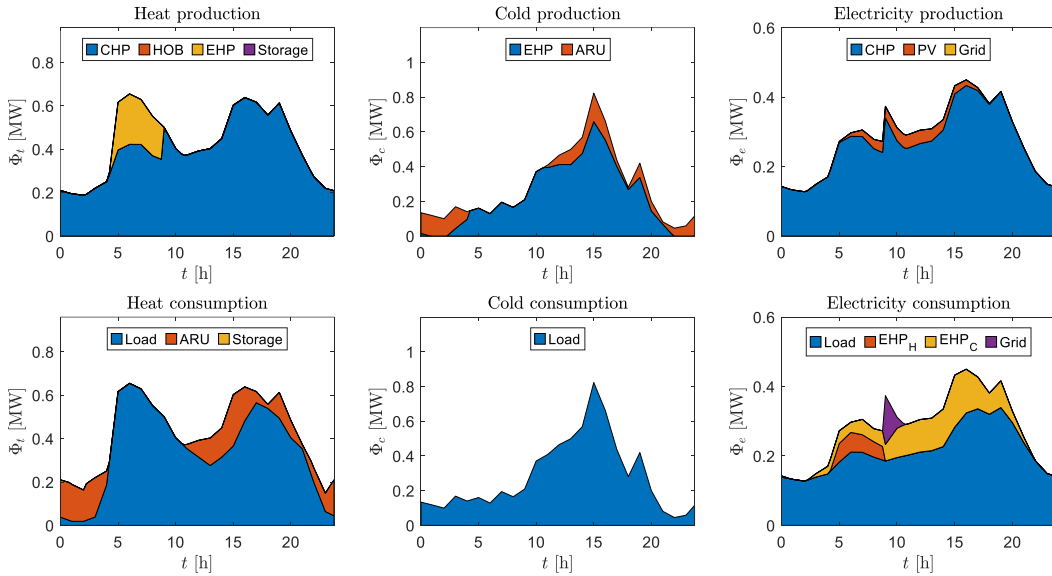 Heat production
CHP HOB EHP Storage
Φt [MW]
0.8
0.6
0.4
0.2
0
0 5 10 15 20
t [h]
Cold production
EHP ARU
Φc [MW]
1
0.8
0.6
0.4
0.2
0
0 5 10 15 20
t [h]
Electricity production
CHP PV Grid
Φe [MW]
0.6
0.4
0.2
0
0 5 10 15 20
t [h]
Heat consumption
Load ARU Storage
Φt [MW]
0.8
0.6
0.4
0.2
0
0 5 10 15 20
t [h]
Cold consumption
Load
Φc [MW]
1
0.8
0.6
0.4
0.2
0
0 5 10 15 20
t [h]
Electricity consumption
Load EHPH EHPC Grid
Φe [MW]
0.6
0.4
0.2
0
0 5 10 15 20
t [h]